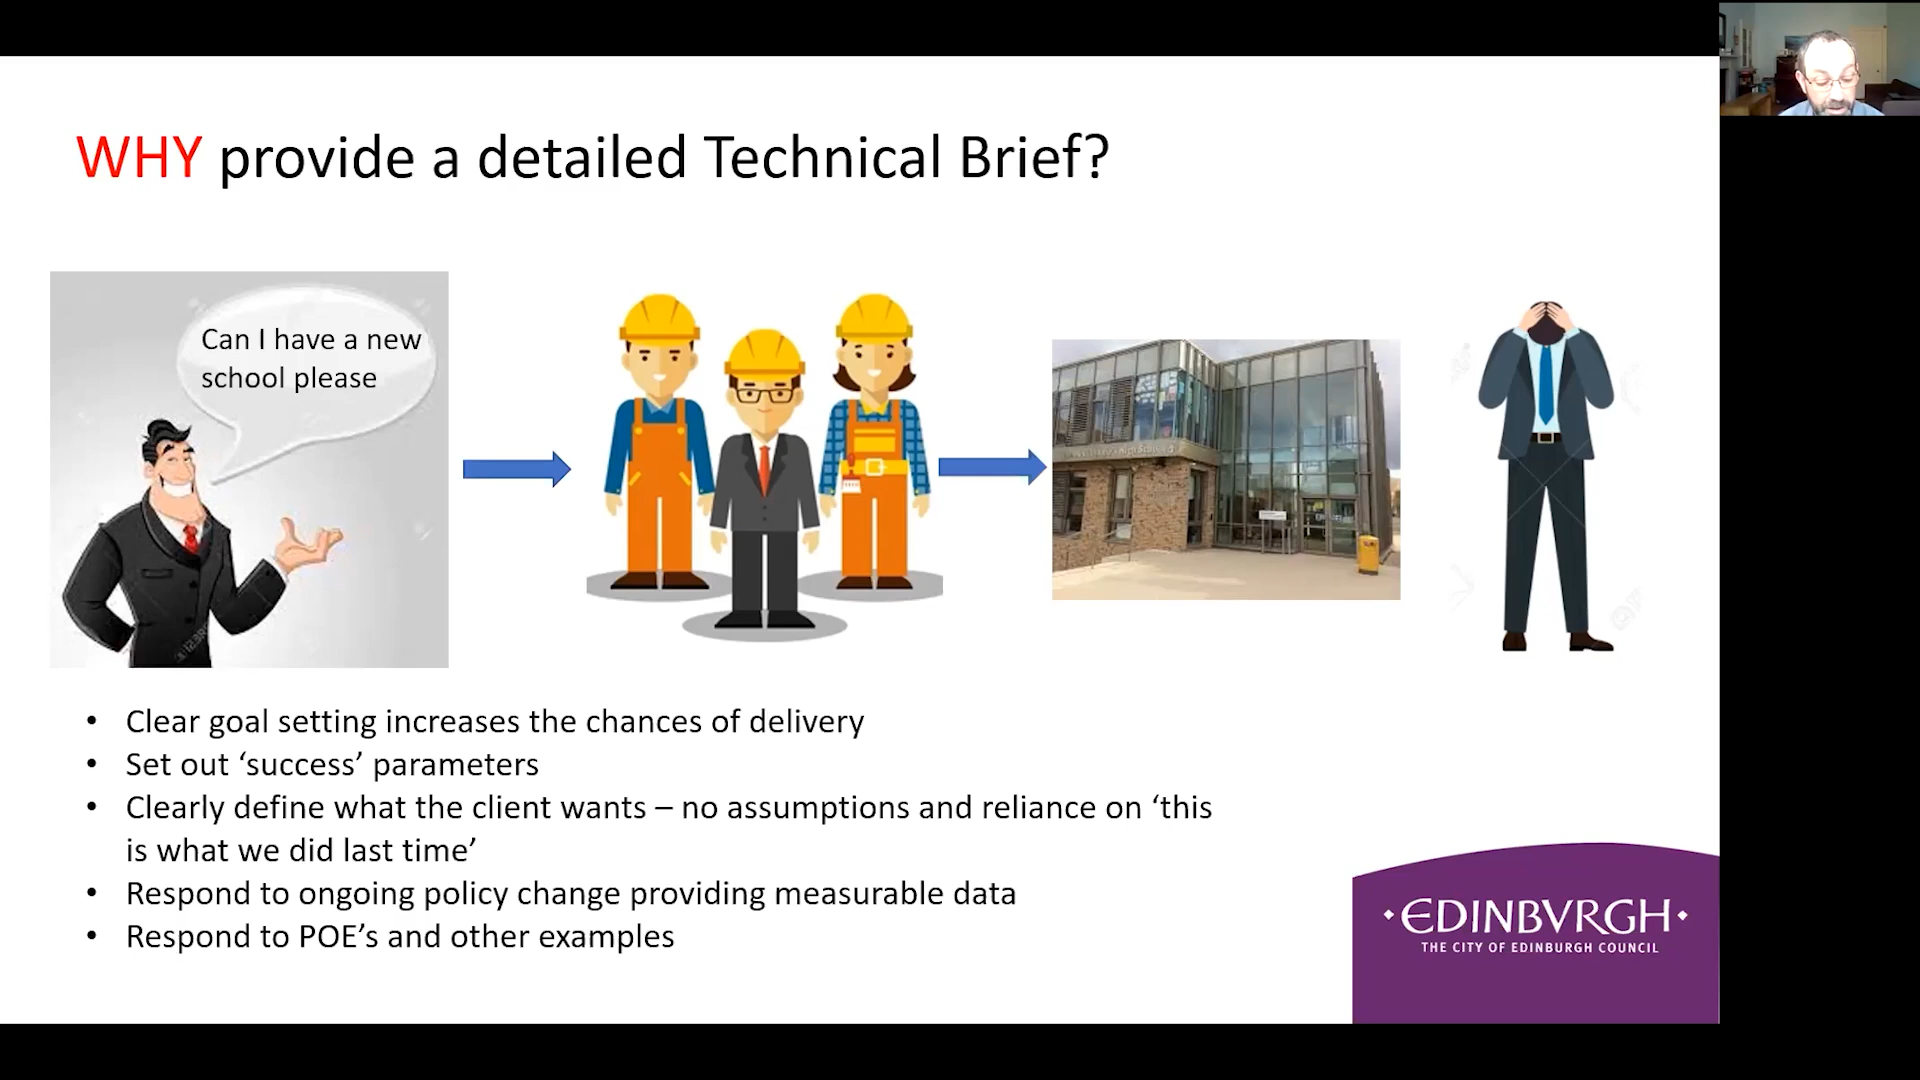 WHY provide a detailed Technical Brief?
Can I have a new
school please
• Clear goal setting increases the chances of delivery
• Set out ‘success’ parameters
• Clearly define what the client wants – no assumptions and reliance on ‘this
is what we did last time’
• Respond to ongoing policy change providing measurable data
• Respond to POE’s and other examples
•EDINBVRGH•
THE CITY OF EDINBURGH COUNCIL